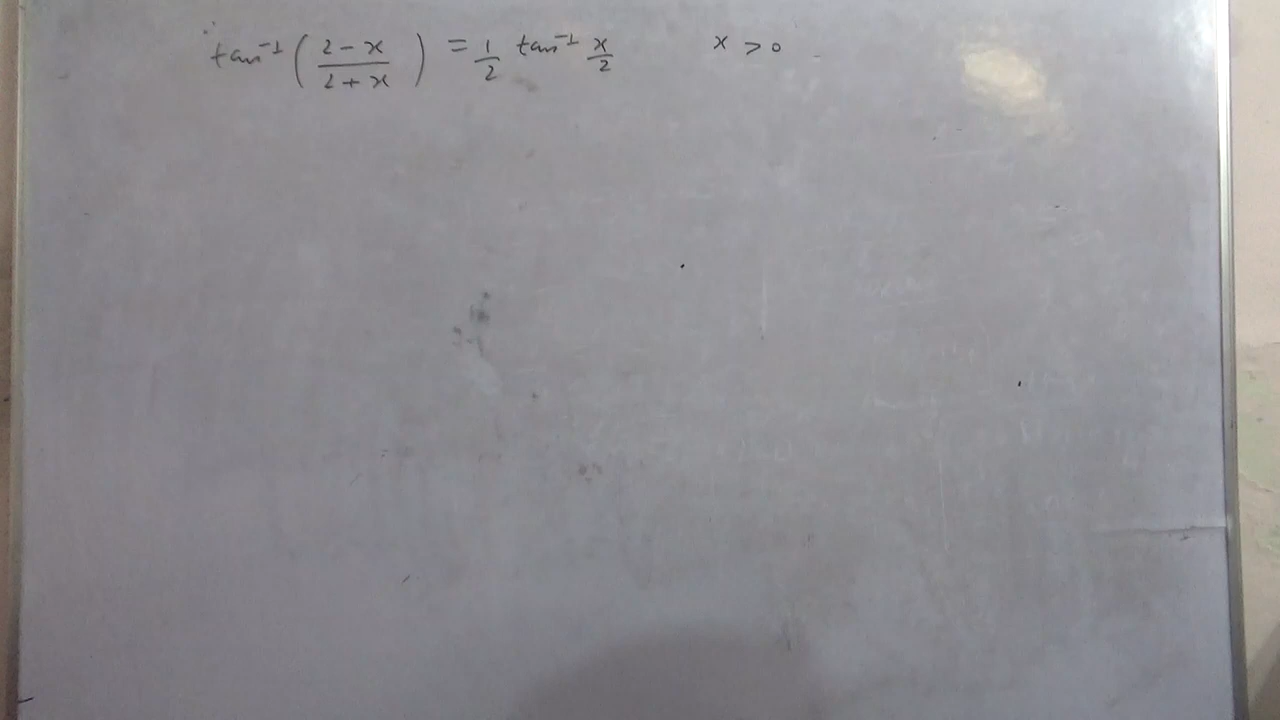 tan⁻¹ ( (2 - x) / (2 + x) ) = 1/2 tan⁻¹ x/2 x > 0